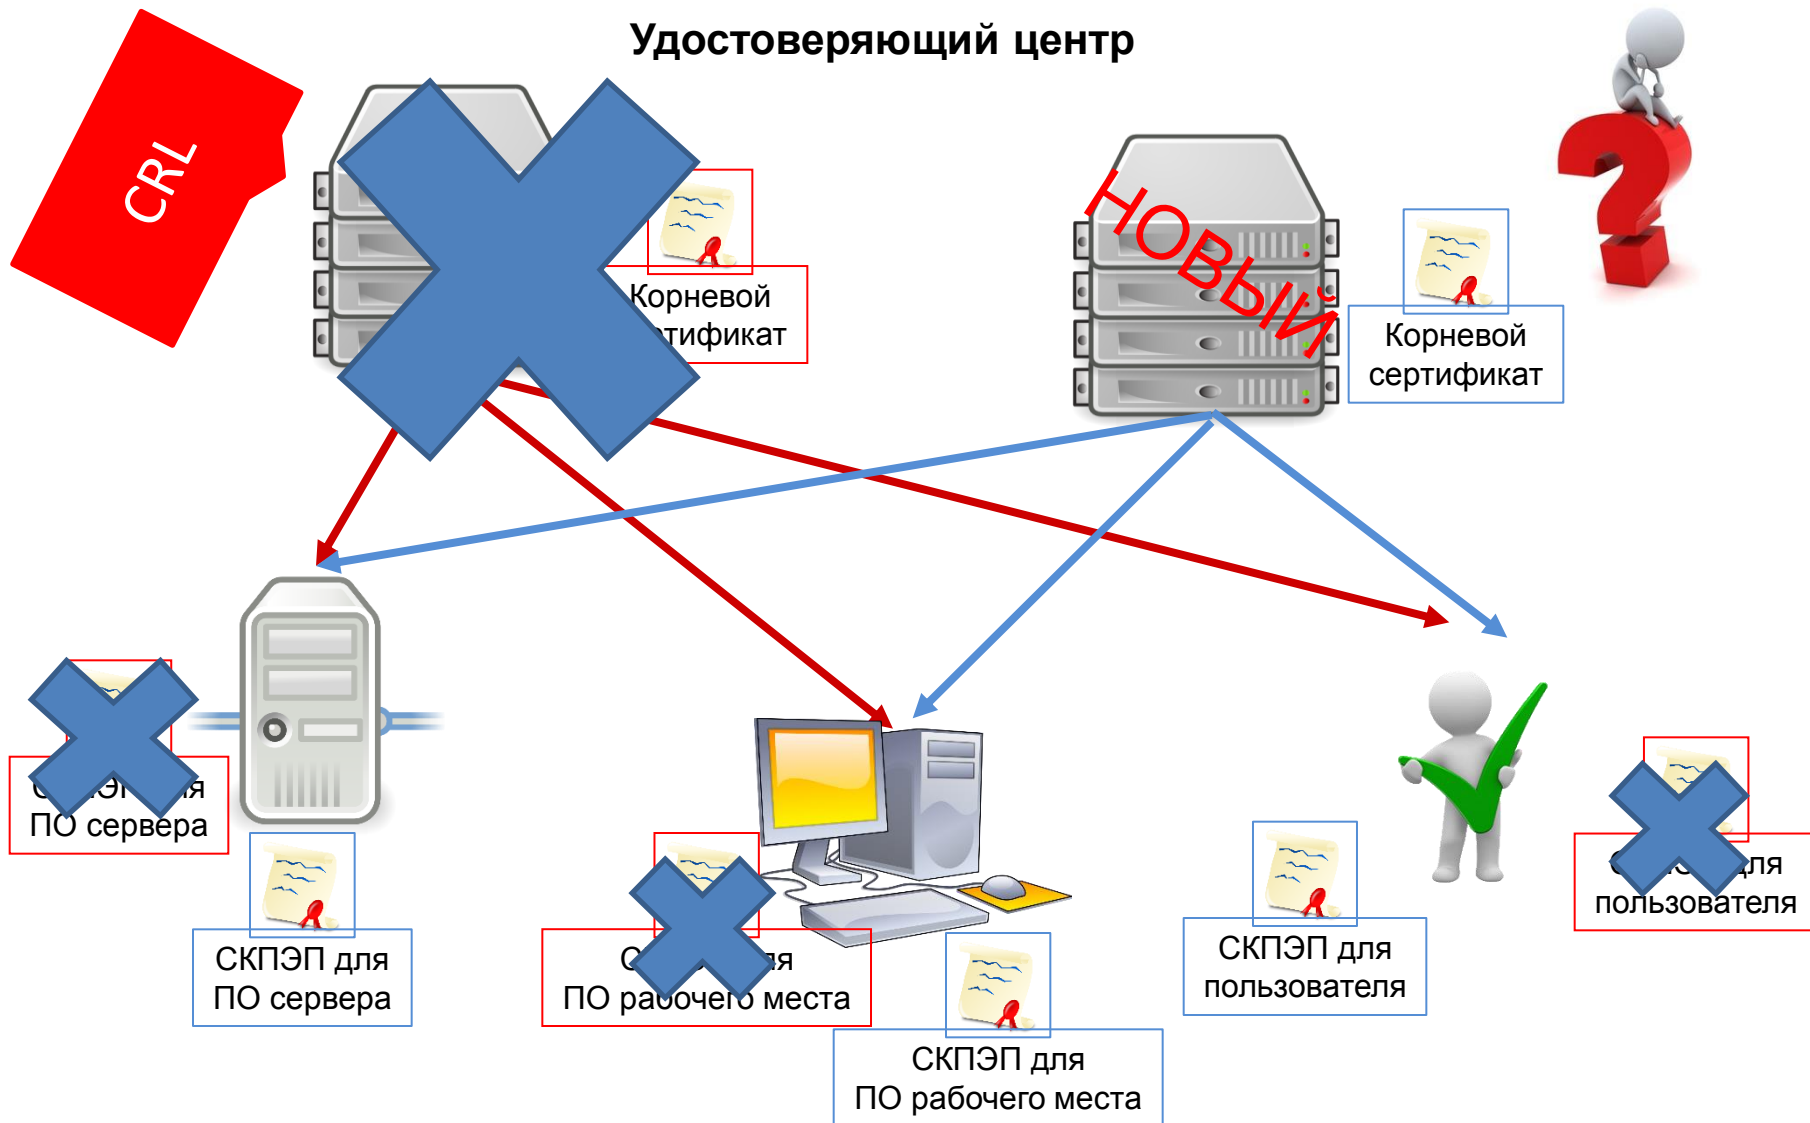 Удостоверяющий центр
CRL
Корневой
НОВЫЙ
Корневой
сертификат
ПО сервера
СКПЭП для
ПО сервера
ПО рабочего места
СКПЭП для
ПО рабочего места
СКПЭП для
пользователя
для
пользователя